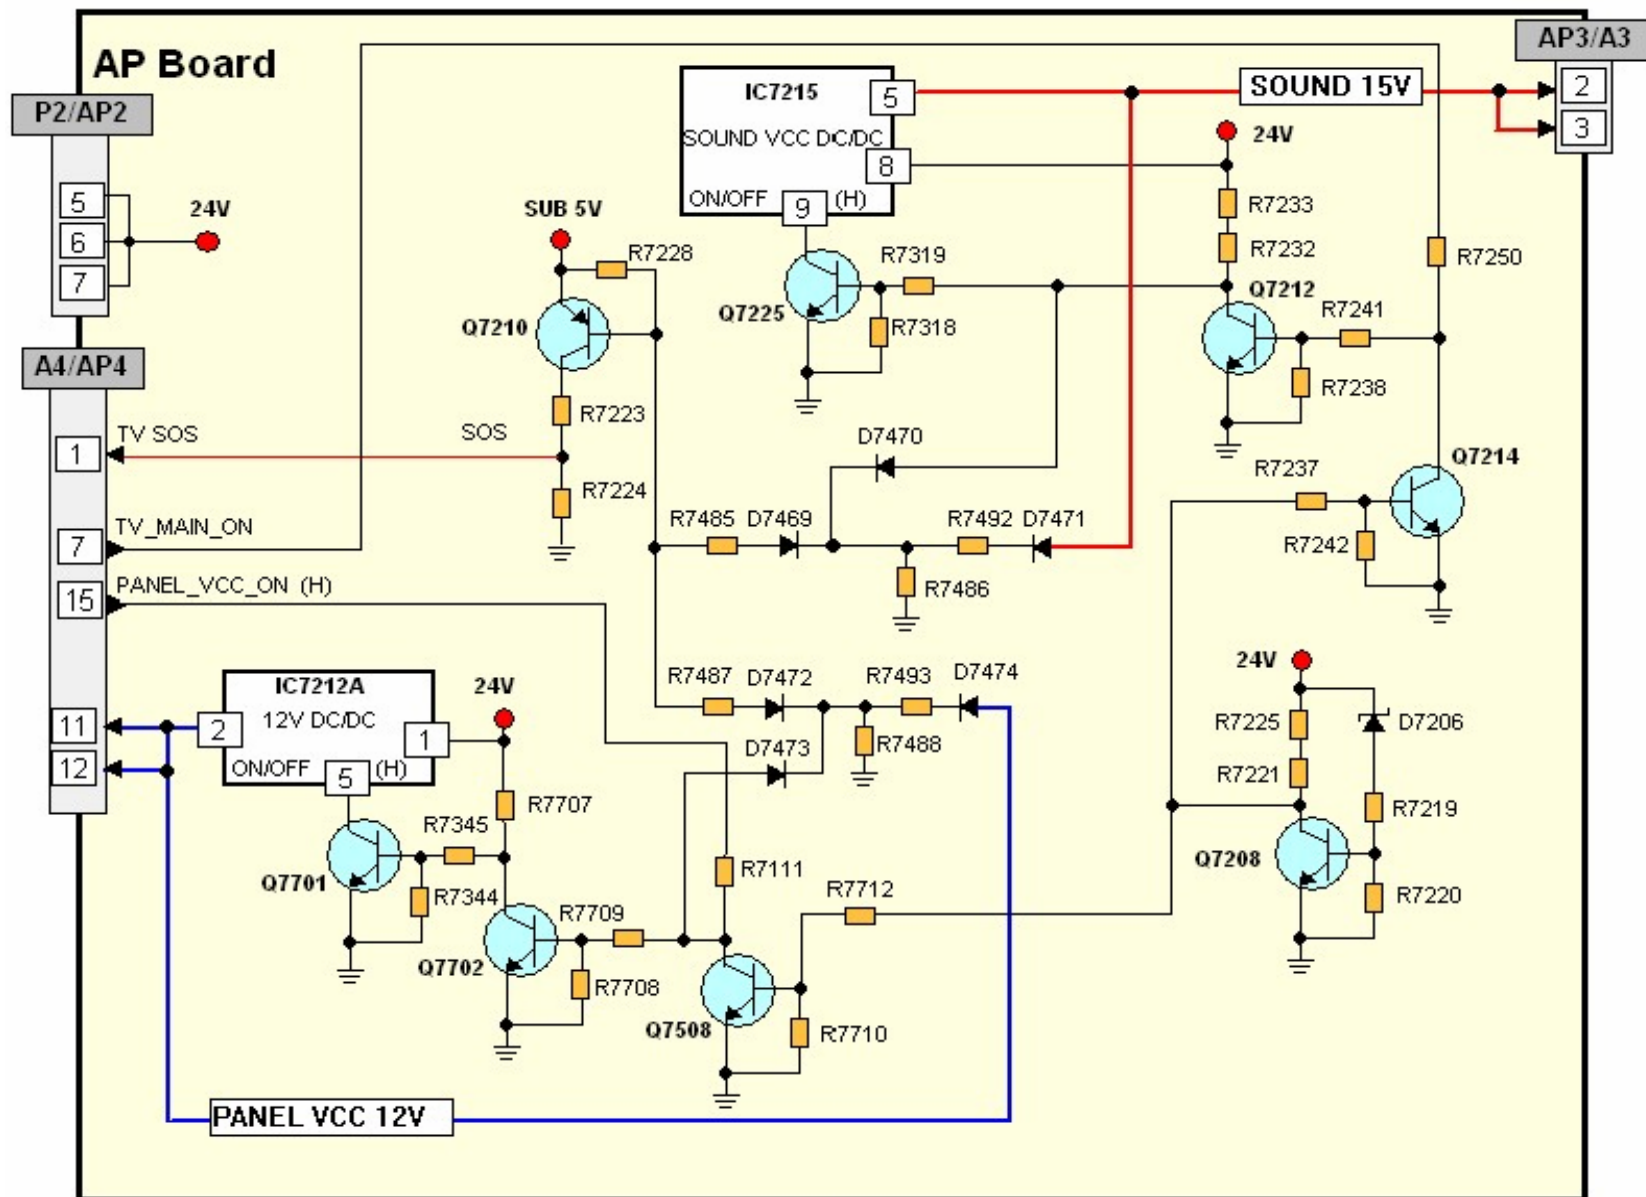 AP Board
AP3/A3
2
3
P2/AP2
5
6
7
24V
IC7215
SOUND VCC DC/DC
ON/OFF
(H)
5
8
9
SOUND 15V
24V
R7233
R7232
R7250
SUB 5V
R7228
Q7210
R7319
Q7225
R7318
Q7212
R7241
R7238
A4/AP4
R7223
1
TV SOS
SOS
R7224
D7470
R7237
Q7214
R7242
7
TV_MAIN_ON
R7485
D7469
R7492
D7471
R7486
15
PANEL_VCC_ON (H)
IC7212A
12V DC/DC
ON/OFF
(H)
2
1
5
24V
11
12
R7487
D7472
R7493
D7474
D7473
R7488
24V
R7225
D7206
R7221
R7219
R7707
R7345
R7344
Q7701
R7111
Q7208
R7220
R7712
R7709
Q7702
R7708
Q7508
R7710
PANEL VCC 12V